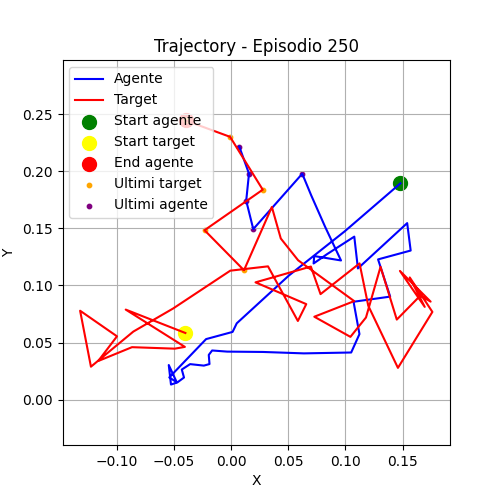 Trajectory - Episodio 250
Agente
Target
Start agente
Start target
End agente
Ultimi target
Ultimi agente
Y
0.25
0.20
0.15
0.10
0.05
0.00
−0.10
−0.05
0.00
0.05
0.10
0.15
X